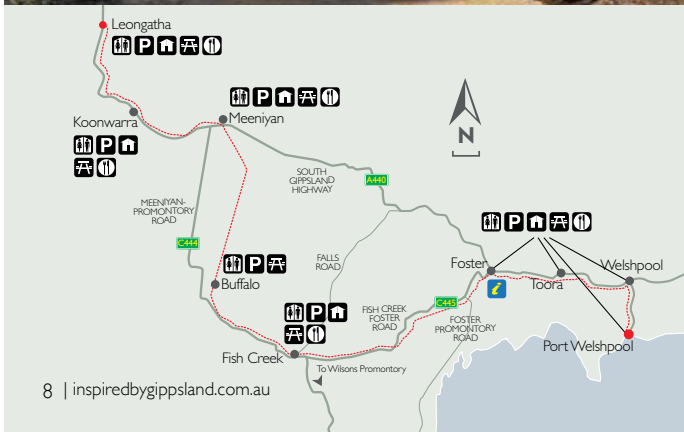 Leongatha
P
Koonwarra
P
P
Meeniyan
SOUTH
GIPPSLAND
HIGHWAY
A440
MEENIYAN-
PROMONTORY
ROAD
C444
N
P
Foster
i
Toora
Welshpool
Port Welshpool
P
Buffalo
FALLS
ROAD
P
FISH CREEK
FOSTER
ROAD
C445
FOSTER
PROMONTORY
ROAD
Fish Creek
To Wilsons Promontory
8 | inspiredbygippsland.com.au